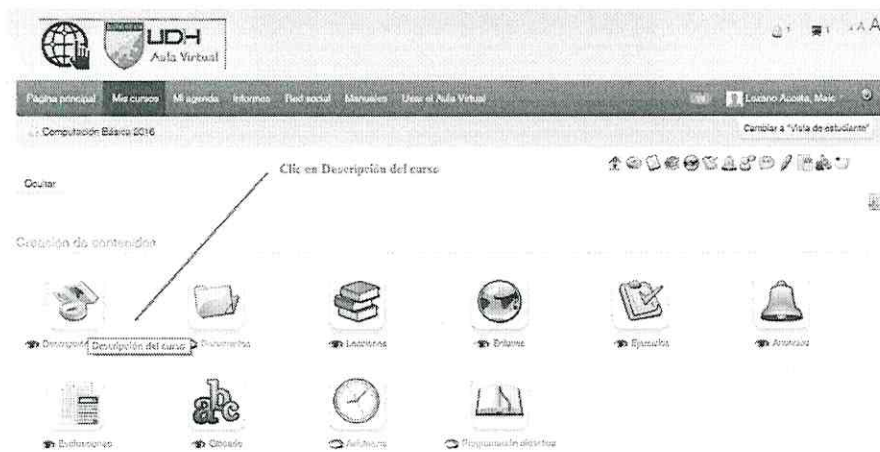 UDH
Aula Virtual
A A A
Página principal Mis cursos Mi agenda Informes Red social Manuales Usar el Aula Virtual
Lozano Acosta, Maic
Computación Básica 2016
Cambiar a "Vista de estudiante"
Clic en Descripción del curso
Ocultar
Creación de contenidos
Descripción del curso
Documentos
Lecciones
Enlaces
Ejercicios
Anuncios
Evaluaciones
Glosario
Asistencia
Programación didáctica